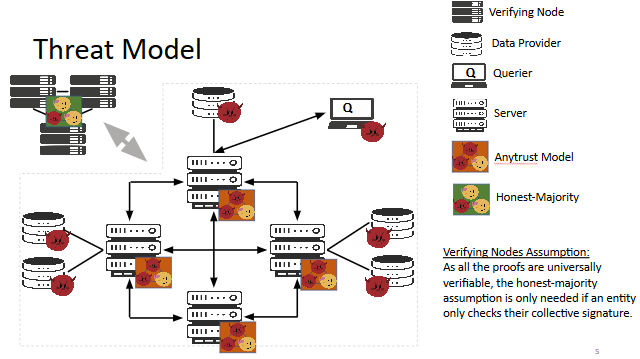 Threat Model
Q
Verifying Node
Data Provider
Q
Querier
Server
Anytrust Model
Honest-Majority
Verifying Nodes Assumption:
As all the proofs are universally
verifiable, the honest-majority
assumption is only needed if an entity
only checks their collective signature.
5